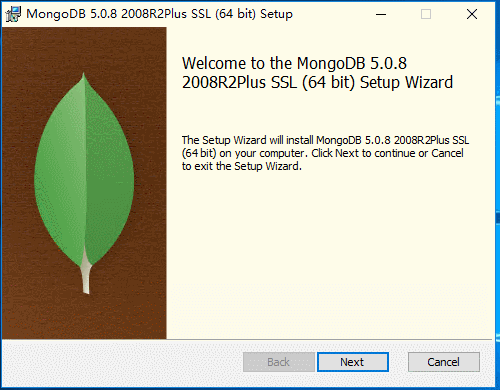 MongoDB 5.0.8 2008R2Plus SSL (64 bit) Setup
Welcome to the MongoDB 5.0.8
2008R2Plus SSL (64 bit) Setup Wizard
The Setup Wizard will install MongoDB 5.0.8 2008R2Plus SSL
(64 bit) on your computer. Click Next to continue or Cancel
to exit the Setup Wizard.
Back Next Cancel